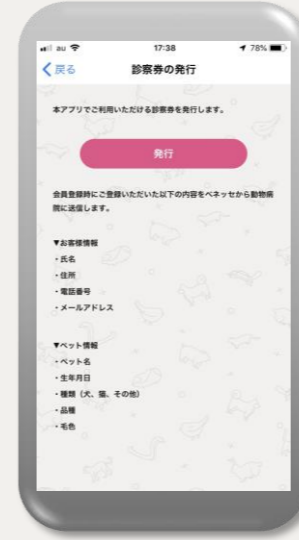 au 17:38 78%
戻る 診察券の発行
本アプリでご利用いただける診察券を発行します。
発行
会員登録時にご登録いただいた以下の内容をベネッセから動物病
院に送信します。
▼お客様情報
・氏名
・住所
・電話番号
・メールアドレス
▼ペット情報
・ペット名
・生年月日
・種類（犬、猫、その他）
・品種
・毛色